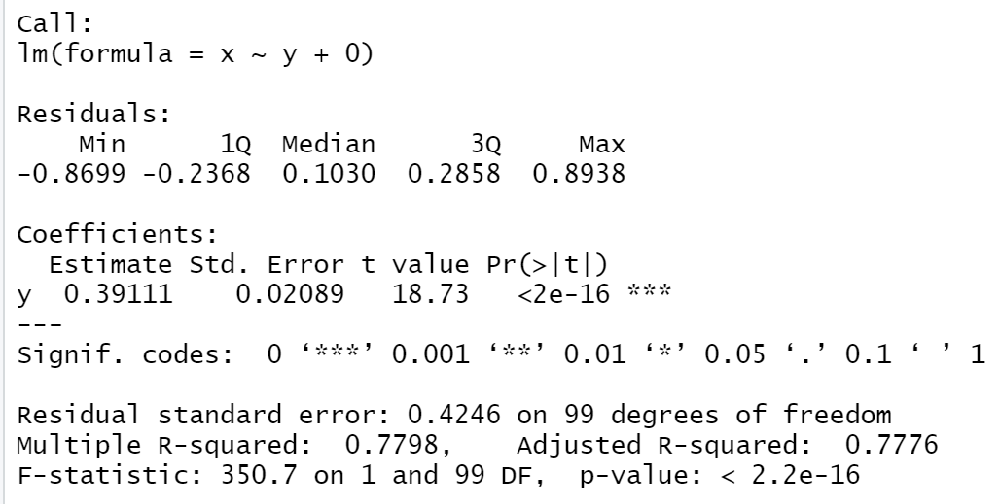 Call:
lm(formula = x ~ y + 0)
Residuals:
Min 1Q Median 3Q Max
-0.8699 -0.2368 0.1030 0.2858 0.8938
Coefficients:
Estimate Std. Error t value Pr(>|t|)
y 0.39111 0.02089 18.73 <2e-16 ***
---
Signif. codes: 0 ‘***’ 0.001 ‘**’ 0.01 ‘*’ 0.05 ‘.’ 0.1 ‘ ’ 1
Residual standard error: 0.4246 on 99 degrees of freedom
Multiple R-squared: 0.7798, Adjusted R-squared: 0.7776
F-statistic: 350.7 on 1 and 99 DF, p-value: < 2.2e-16